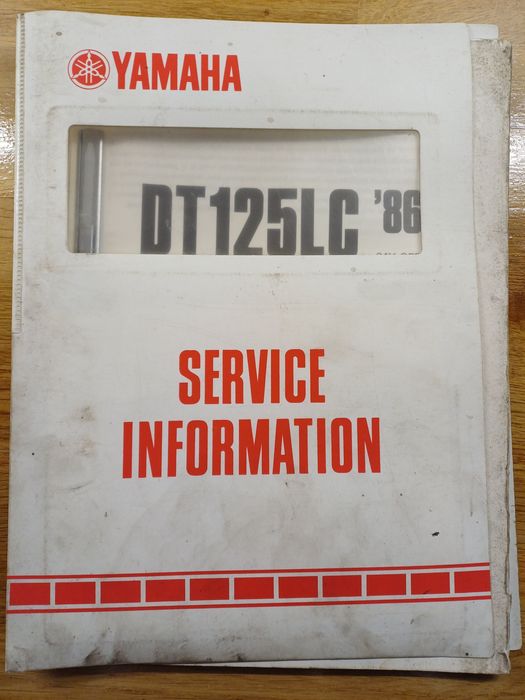 YAMAHA
DT125LC '86
SERVICE
INFORMATION